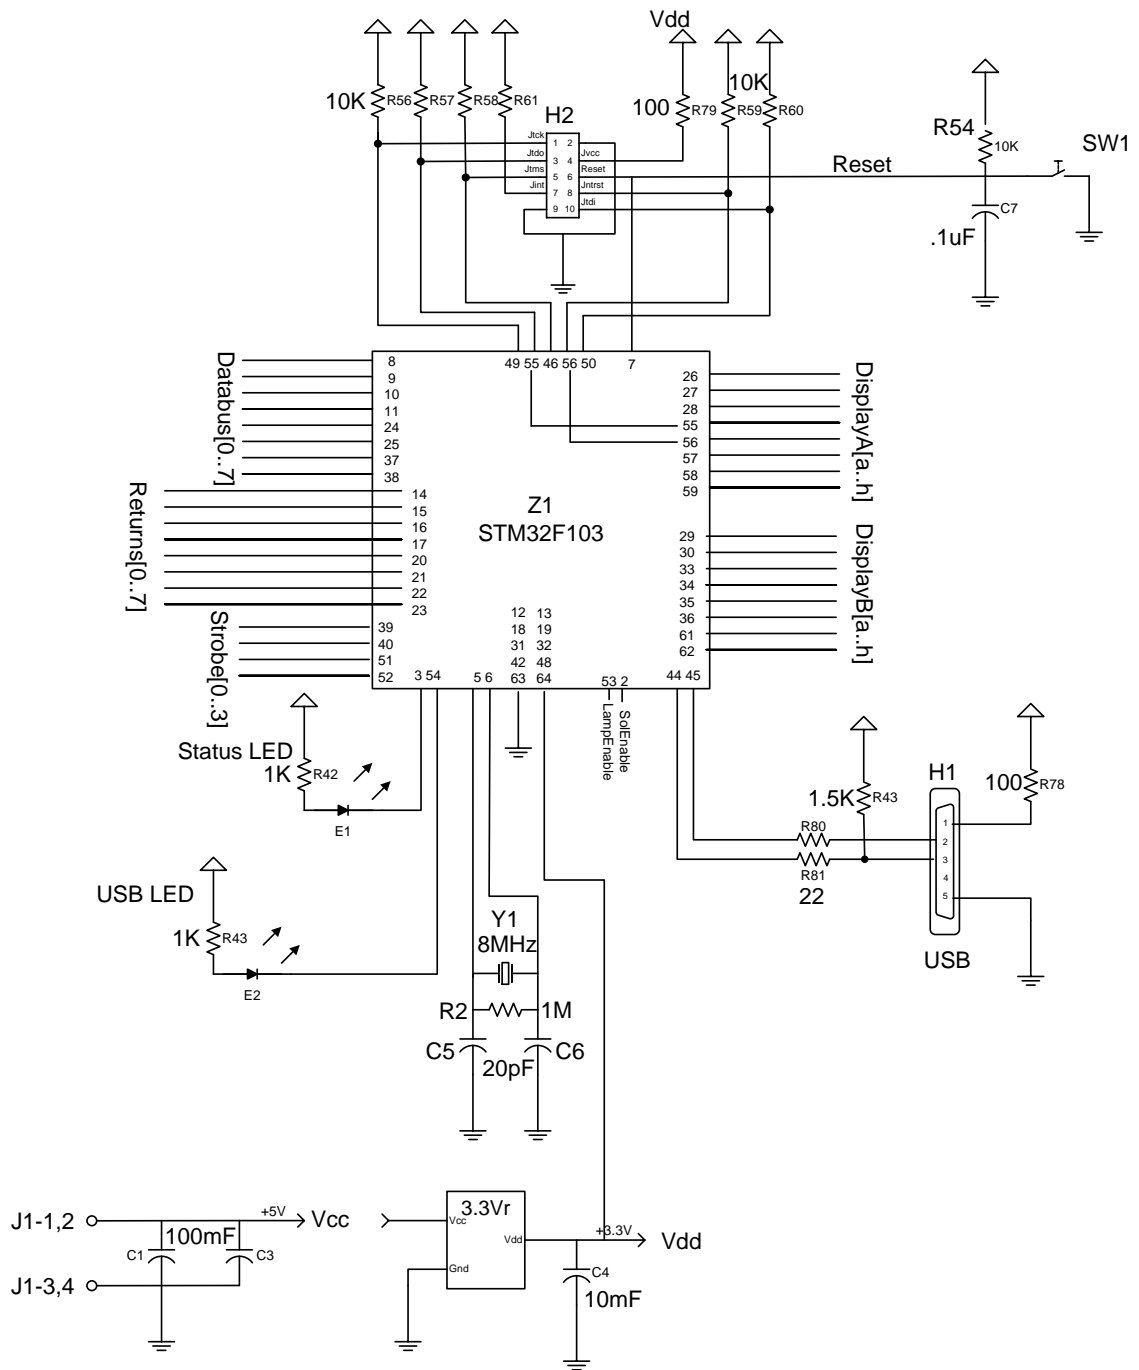 Vdd
10K
R56
R57
R58
R61
100
R79
10K
R59
R60
H2
Jtck
1 2
Jtdo
3 4
Jvcc
Jtms
5 6
Reset
Jint
7 8
Jntrst
9 10
Jtdi
Reset
R54
10K
SW1
C7
.1uF
49 55 46 56 50 7
Databus[0..7]
8
9
10
11
24
25
37
38
Returns[0..7]
14
15
16
17
20
21
22
23
Strobe[0..3]
39
40
51
52
Z1
STM32F103
26
27
28
55
56
57
58
59
DisplayA[a..h]
29
30
33
34
35
36
61
62
DisplayB[a..h]
12 13
18 19
31 32
42 48
63 64
3 54
5 6
53 2
44 45
LampEnable
SolEnable
Status LED
1K
R42
E1
USB LED
1K
R43
E2
Y1
8MHz
R2
1M
C5
20pF
C6
1.5K
R43
R80
R81
22
H1
1
2
3
4
5
USB
100
R78
J1-1,2
J1-3,4
C1
100mF
C3
+5V
Vcc
3.3Vr
Vcc
Vdd
Gnd
+3.3V
Vdd
C4
10mF